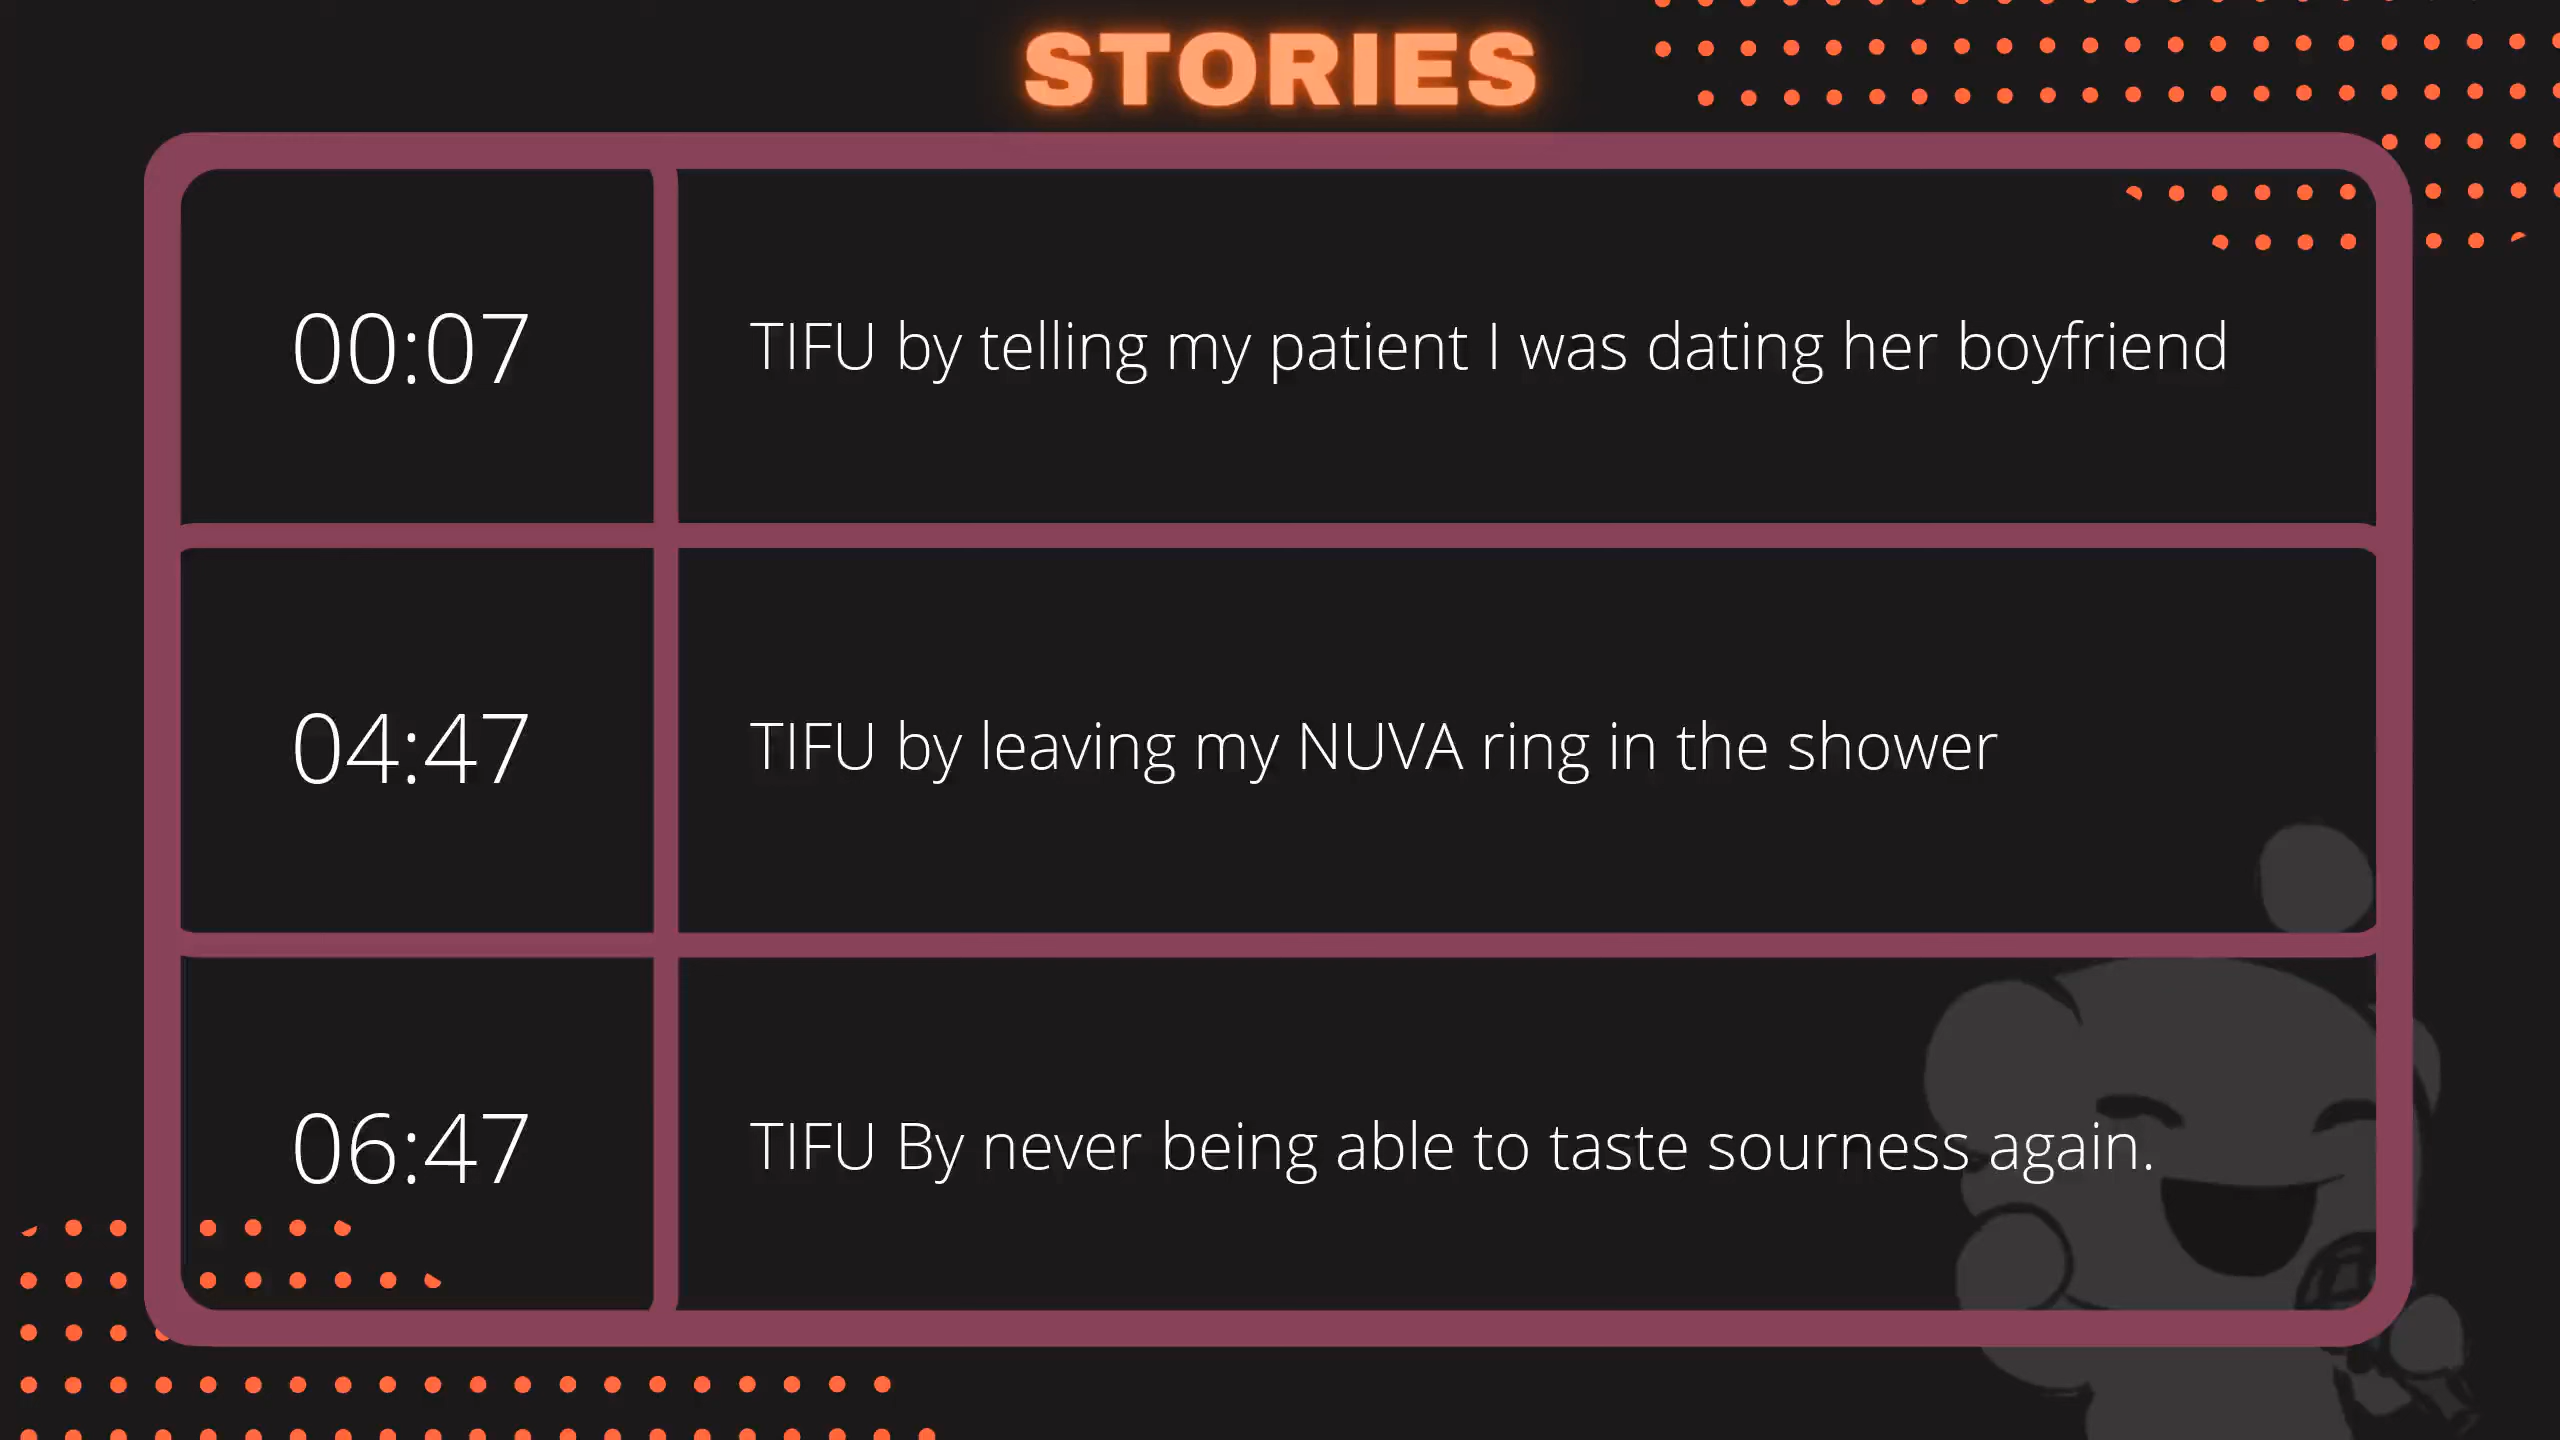 STORIES
00:07
TIFU by telling my patient I was dating her boyfriend
04:47
TIFU by leaving my NUVA ring in the shower
06:47
TIFU By never being able to taste sourness again.